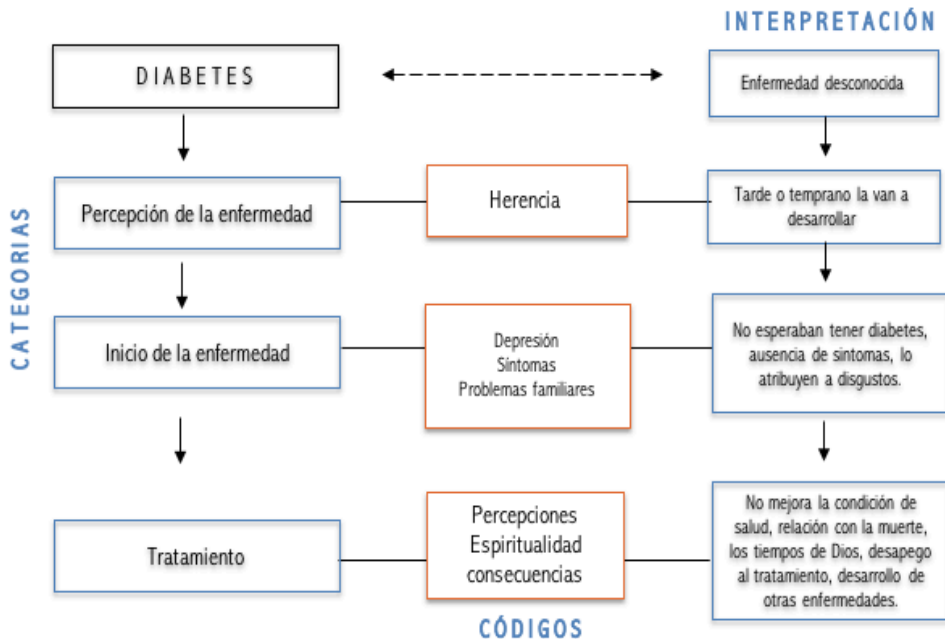 INTERPRETACIÓN
DIABETES
Enfermedad desconocida
CATEGORIAS
Percepción de la enfermedad
Herencia
Tarde o temprano la van a
desarrollar
Inicio de la enfermedad
Depresión
Síntomas
Problemas familiares
No esperaban tener diabetes,
ausencia de sintomas, lo
atribuyen a disgustos.
Tratamiento
Percepciones
Espiritualidad
consecuencias
No mejora la condición de
salud, relación con la muerte,
los tiempos de Dios, desapego
al tratamiento, desarrollo de
otras enfermedades.
CÓDIGOS